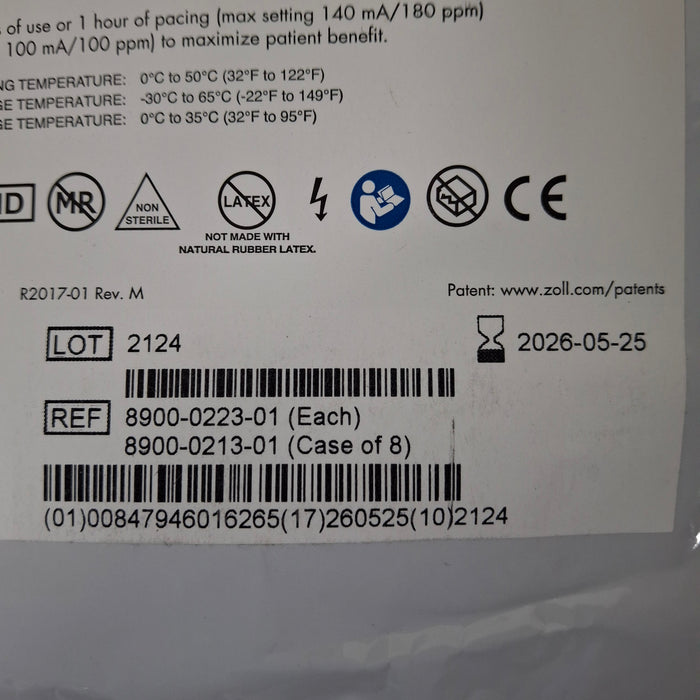 of use or 1 hour of pacing (max setting 140 mA/180 ppm)
100 mA/100 ppm) to maximize patient benefit.
TEMPERATURE: 0°C to 50°C (32°F to 122°F)
TEMPERATURE: -30°C to 65°C (-22°F to 149°F)
TEMPERATURE: 0°C to 35°C (32°F to 95°F)
MR
NON
STERILE
LATEX
NOT MADE WITH
NATURAL RUBBER LATEX.
CE
R2017-01 Rev. M
Patent: www.zoll.com/patents
LOT 2124
2026-05-25
REF 8900-0223-01 (Each)
8900-0213-01 (Case of 8)
(01)00847946016265(17)260525(10)2124